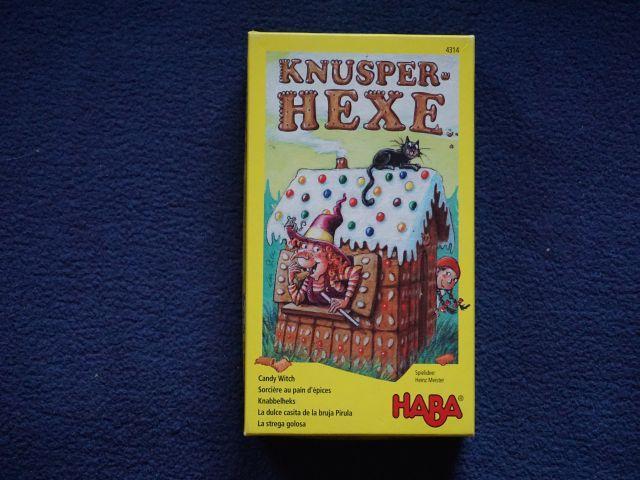 4314
KNUSPER-
HEXE
Candy Witch
Sorcière au pain d'épices
Knabbelheks
La dulce casita de la bruja Pirula
La strega golosa
Spielidee:
Heinz Meister
HABA®